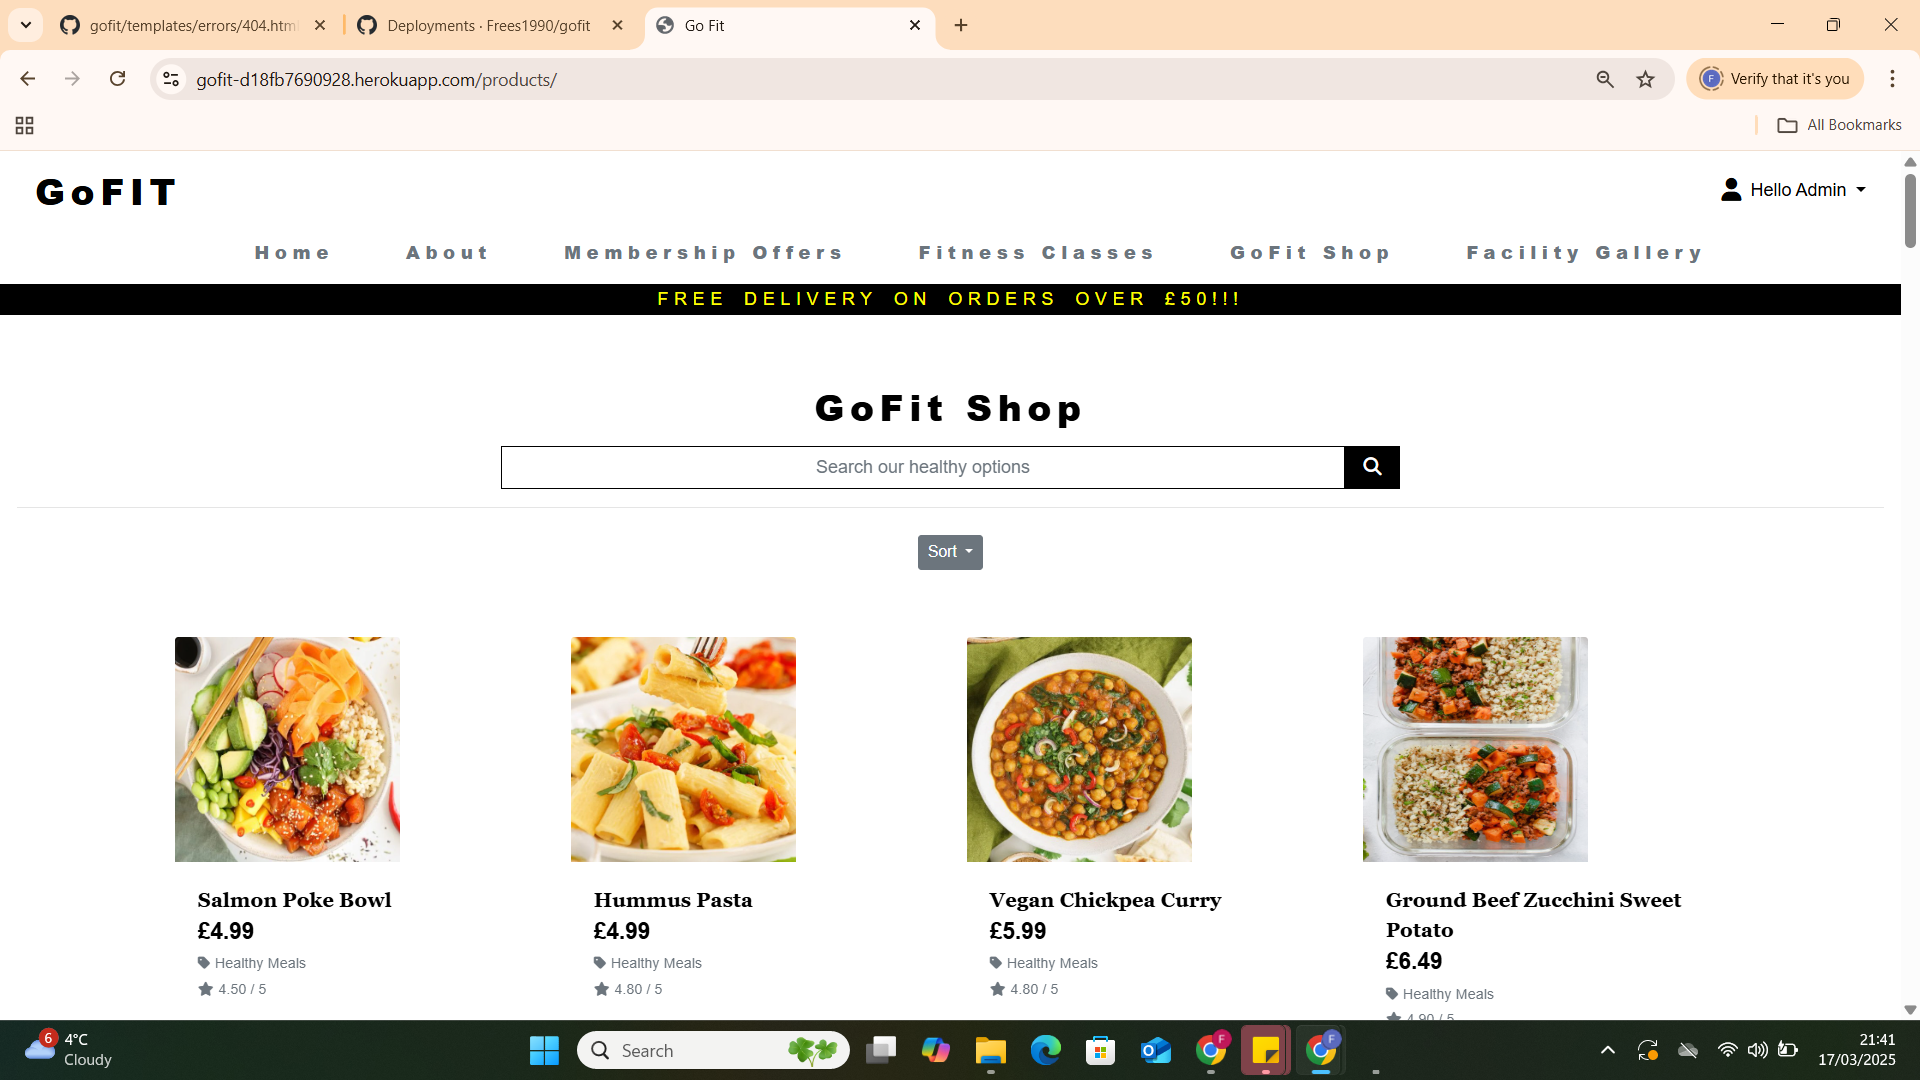 gofit/templates/errors/404.htm
Deployments · Frees1990/gofit
Go Fit
gofit-d18fb7690928.herokuapp.com/products/
F
Verify that it's you
All Bookmarks
GoFIT
Hello Admin
Home About Membership Offers Fitness Classes GoFit Shop Facility Gallery
FREE DELIVERY ON ORDERS OVER £50!!!
GoFit Shop
Search our healthy options
Sort
Salmon Poke Bowl
£4.99
Healthy Meals
4.50 / 5
Hummus Pasta
£4.99
Healthy Meals
4.80 / 5
Vegan Chickpea Curry
£5.99
Healthy Meals
4.80 / 5
Ground Beef Zucchini Sweet
Potato
£6.49
Healthy Meals
4.90 / 5
6
4°C
Cloudy
Search
F
F
21:41
17/03/2025